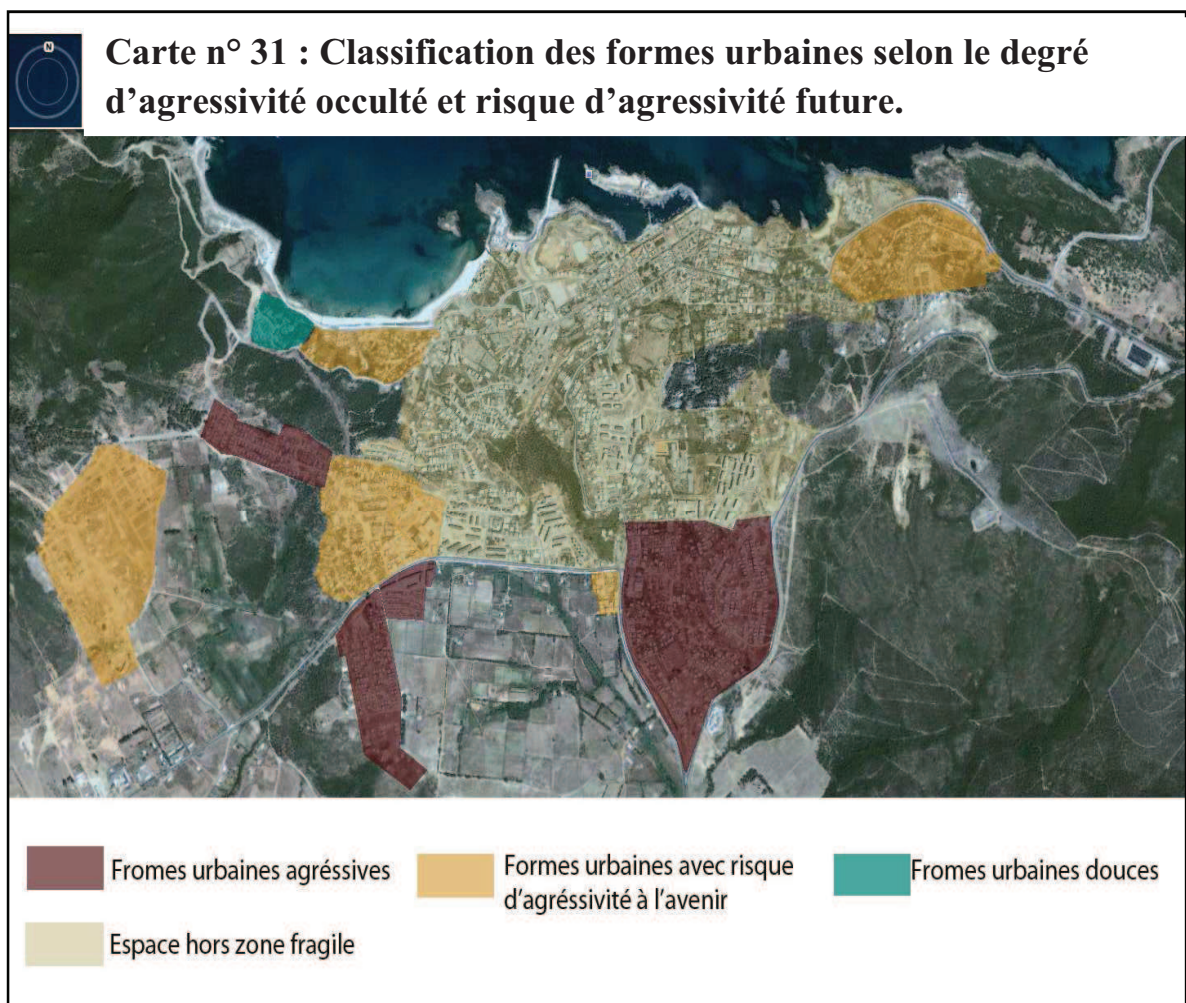 N
Carte n° 31 : Classification des formes urbaines selon le degré
d’agressivité occulté et risque d’agressivité future.
Fromes urbaines agréssives
Formes urbaines avec risque
d’agréssivité à l’avenir
Fromes urbaines douces
Espace hors zone fragile